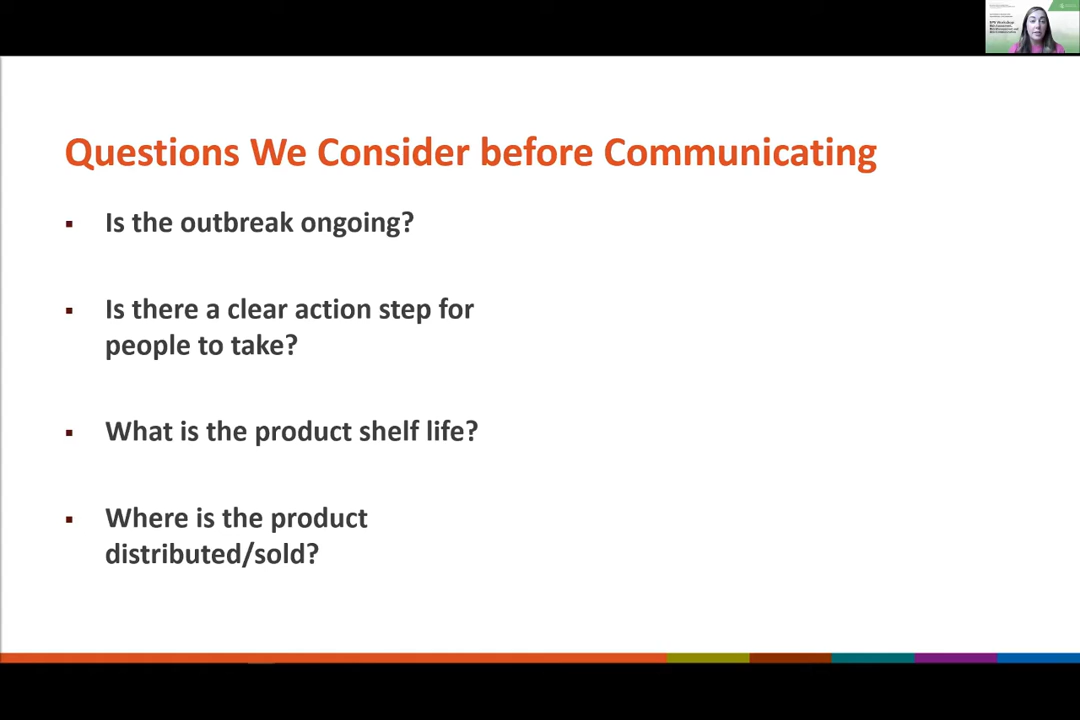 Questions We Consider before Communicating
▪ Is the outbreak ongoing?
▪ Is there a clear action step for
people to take?
▪ What is the product shelf life?
▪ Where is the product
distributed/sold?